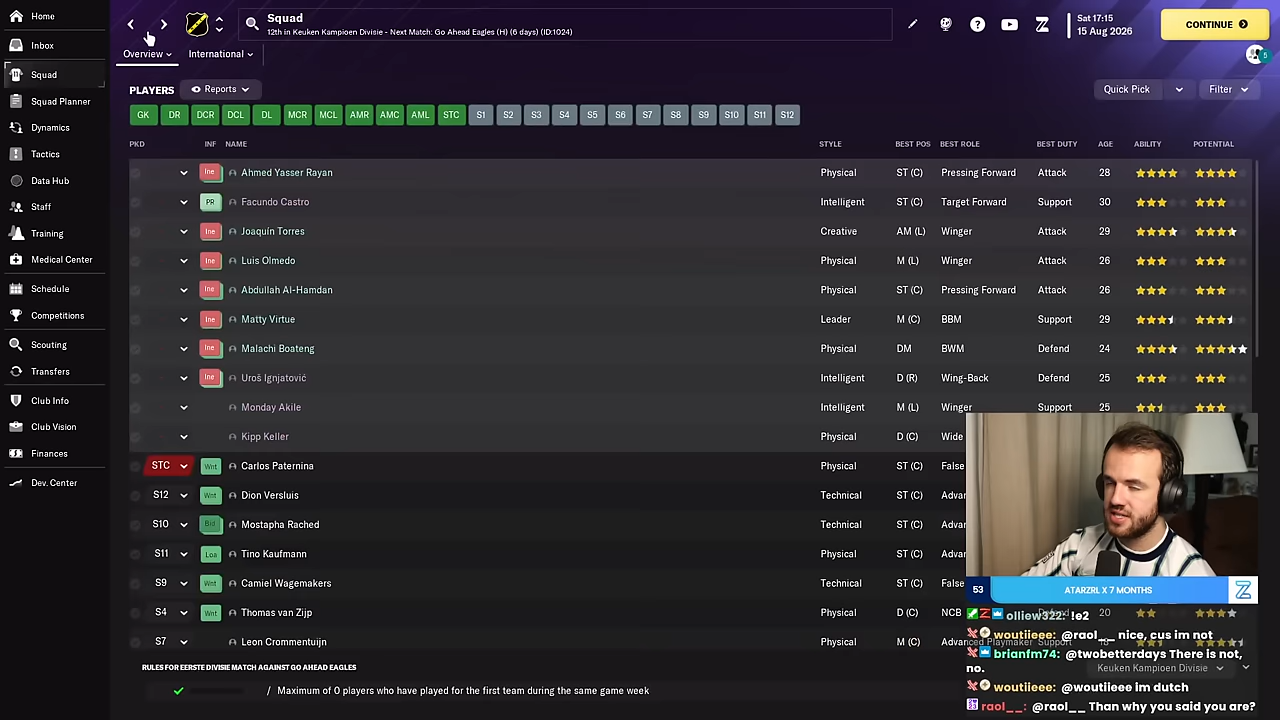 Home
Squad
12th in Keuken Kampioen Divisie - Next Match: Go Ahead Eagles (H) (6 days) (ID:1024)
Sat 17:15
15 Aug 2026
CONTINUE
Inbox
Overview
International
5
Squad
PLAYERS
Reports
Quick Pick
Filter
Squad Planner
GK DR DCR DCL DL MCR MCL AMR AMC AML STC S1 S2 S3 S4 S5 S6 S7 S8 S9 S10 S11 S12
Dynamics
PKD INF NAME STYLE BEST POS BEST ROLE BEST DUTY AGE ABILITY POTENTIAL
Tactics
Ine Ahmed Yasser Rayan Physical ST (C) Pressing Forward Attack 28
Data Hub
PR Facundo Castro Intelligent ST (C) Target Forward Support 30
Staff
Ine Joaquín Torres Creative AM (L) Winger Attack 29
Training
Ine Luis Olmedo Physical M (L) Winger Attack 26
Medical Center
Ine Abdullah Al-Hamdan Physical ST (C) Pressing Forward Attack 26
Schedule
Ine Matty Virtue Leader M (C) BBM Support 29
Competitions
Ine Malachi Boateng Physical DM BWM Defend 24
Scouting
Ine Uroš Ignjatović Intelligent D (R) Wing-Back Defend 25
Transfers
Monday Akile Intelligent M (L) Winger Support 25
Club Info
Kipp Keller Physical D (C) Wide
Club Vision
STC Wnt Carlos Paternina Physical ST (C) False
Finances
S12 Wnt Dion Versluis Technical ST (C) Advan
Dev. Center
S10 Bid Mostapha Rached Technical ST (C) Advan
S11 Loa Tino Kaufmann Physical ST (C) Advan
S9 Wnt Camiel Wagemakers Technical ST (C) False
S4 Wnt Thomas van Zijp Physical D (C) NCB Defend 20
S7 Leon Crommentuijn Physical M (C) Advanced Playmaker Support
53 ATARZRL X 7 MONTHS Z
olliew322: !e2
woutiieee: @raol__ nice, cus im not
brianfm74: @twobetterdays There is not, no.
woutiieee: @woutiieee im dutch
raol__: @raol__ Than why you said you are?
RULES FOR EERSTE DIVISIE MATCH AGAINST GO AHEAD EAGLES
Keuken Kampioen Divisie
/ Maximum of 0 players who have played for the first team during the same game week